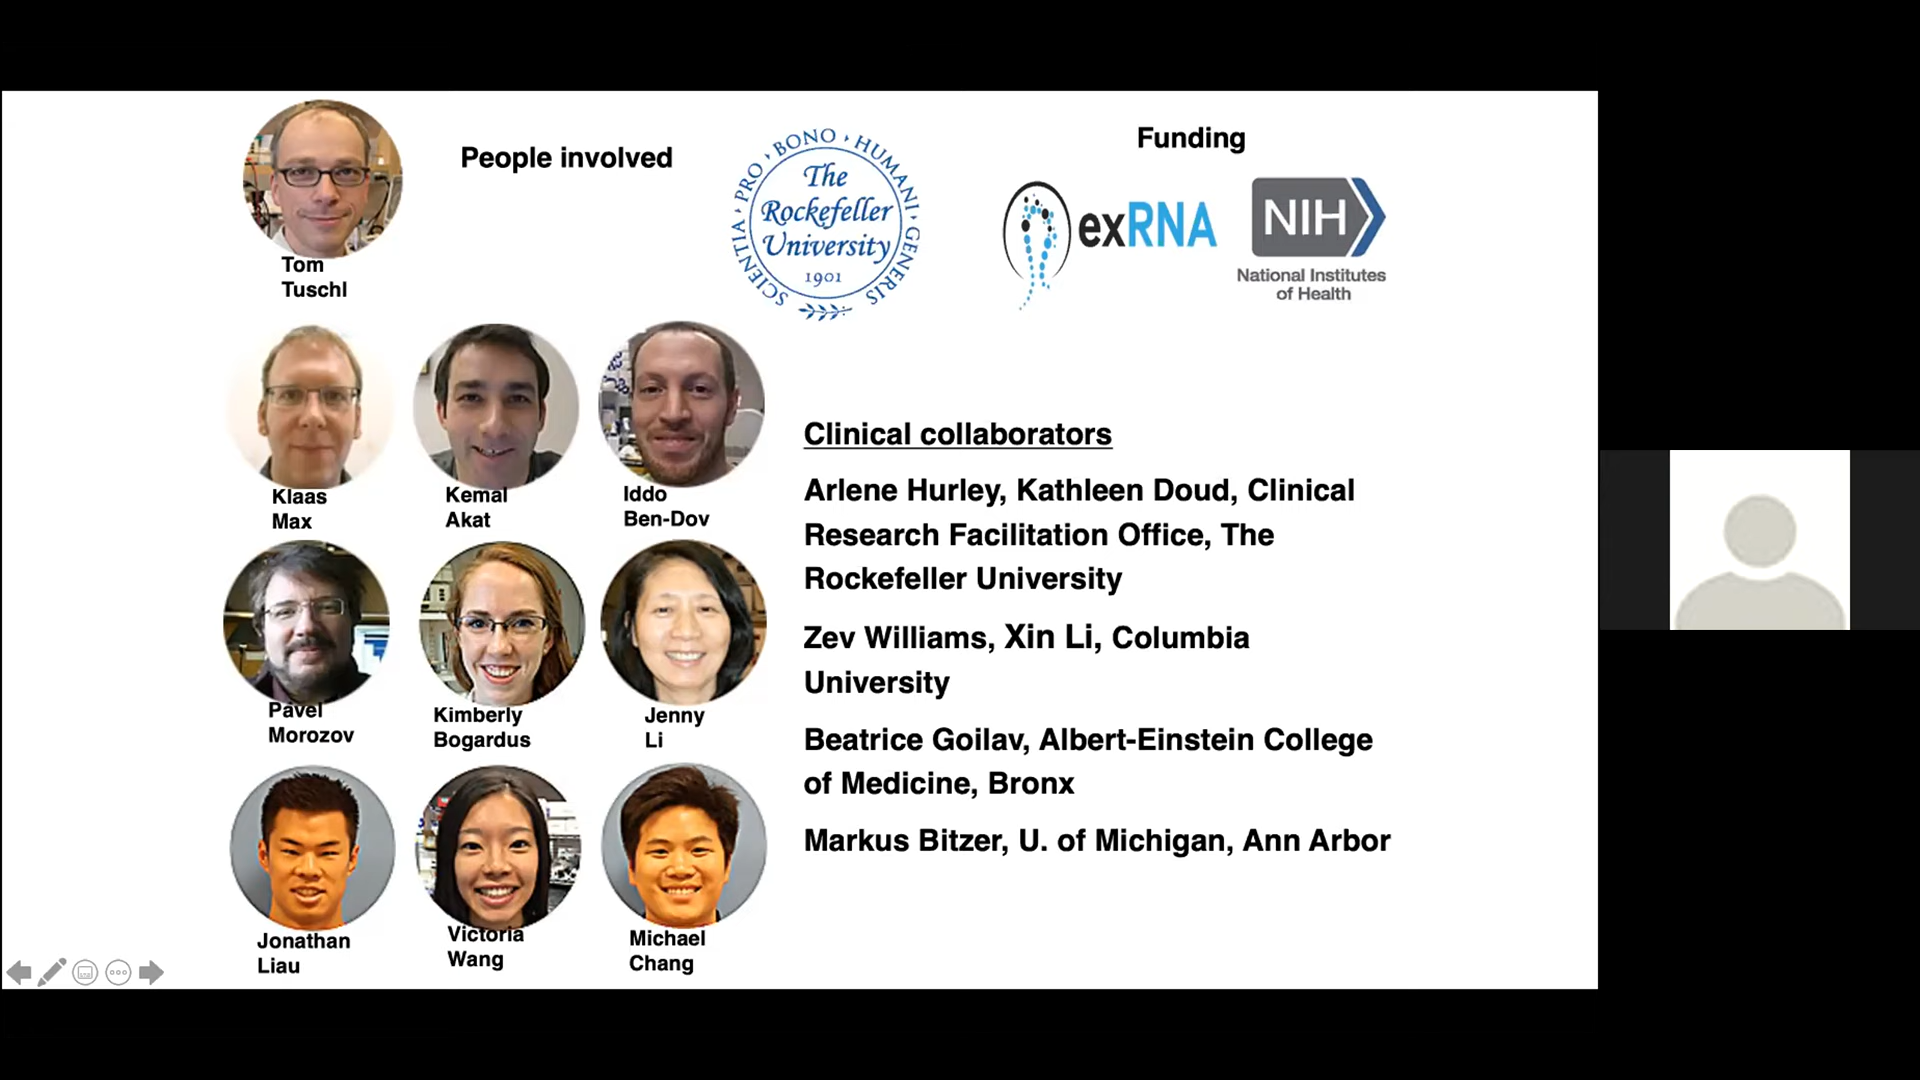 People involved
Tom
Tuschl
SCIENTIA › PRO › BONO › HUMANI › GENERIS
The
Rockefeller
University
1901
Funding
exRNA
NIH
National Institutes
of Health
Klaas
Max
Kemal
Akat
Iddo
Ben-Dov
Pavel
Morozov
Kimberly
Bogardus
Jenny
Li
Jonathan
Liau
Victoria
Wang
Michael
Chang
Clinical collaborators
Arlene Hurley, Kathleen Doud, Clinical
Research Facilitation Office, The
Rockefeller University
Zev Williams, Xin Li, Columbia
University
Beatrice Goilav, Albert-Einstein College
of Medicine, Bronx
Markus Bitzer, U. of Michigan, Ann Arbor